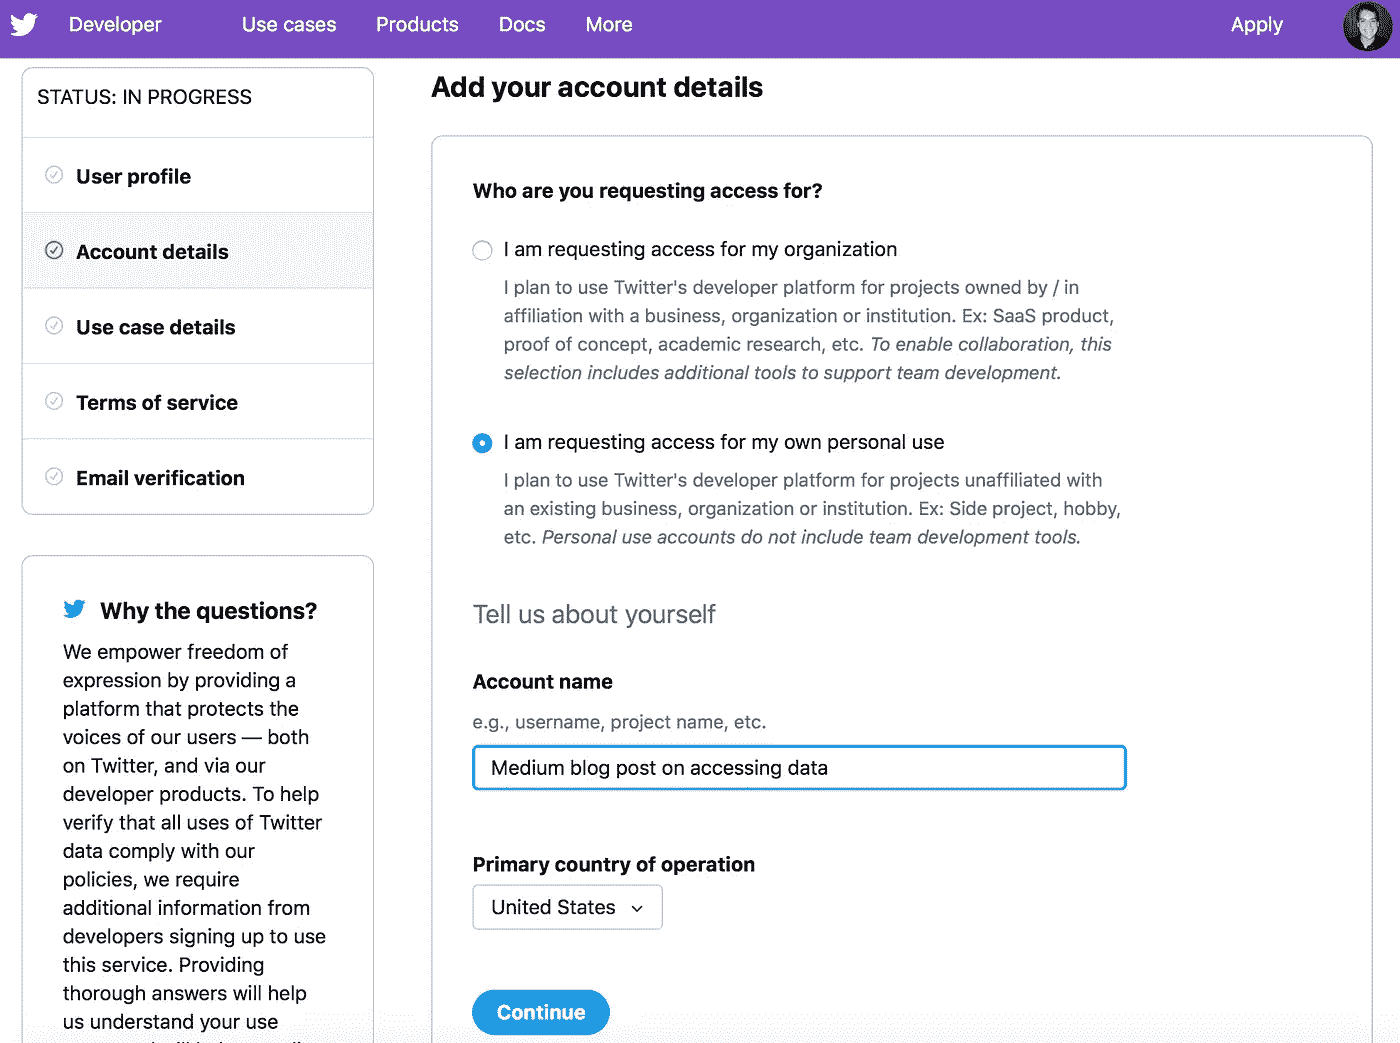 Developer
Use cases
Products
Docs
More
Apply
STATUS: IN PROGRESS
User profile
Account details
Use case details
Terms of service
Email verification
Why the questions?
We empower freedom of
expression by providing a
platform that protects the
voices of our users — both
on Twitter, and via our
developer products. To help
verify that all uses of Twitter
data comply with our
policies, we require
additional information from
developers signing up to use
this service. Providing
thorough answers will help
us understand your use
Add your account details
Who are you requesting access for?
I am requesting access for my organization
I plan to use Twitter's developer platform for projects owned by / in
affiliation with a business, organization or institution. Ex: SaaS product,
proof of concept, academic research, etc. To enable collaboration, this
selection includes additional tools to support team development.
I am requesting access for my own personal use
I plan to use Twitter's developer platform for projects unaffiliated with
an existing business, organization or institution. Ex: Side project, hobby,
etc. Personal use accounts do not include team development tools.
Tell us about yourself
Account name
e.g., username, project name, etc.
Medium blog post on accessing data
Primary country of operation
United States
Continue